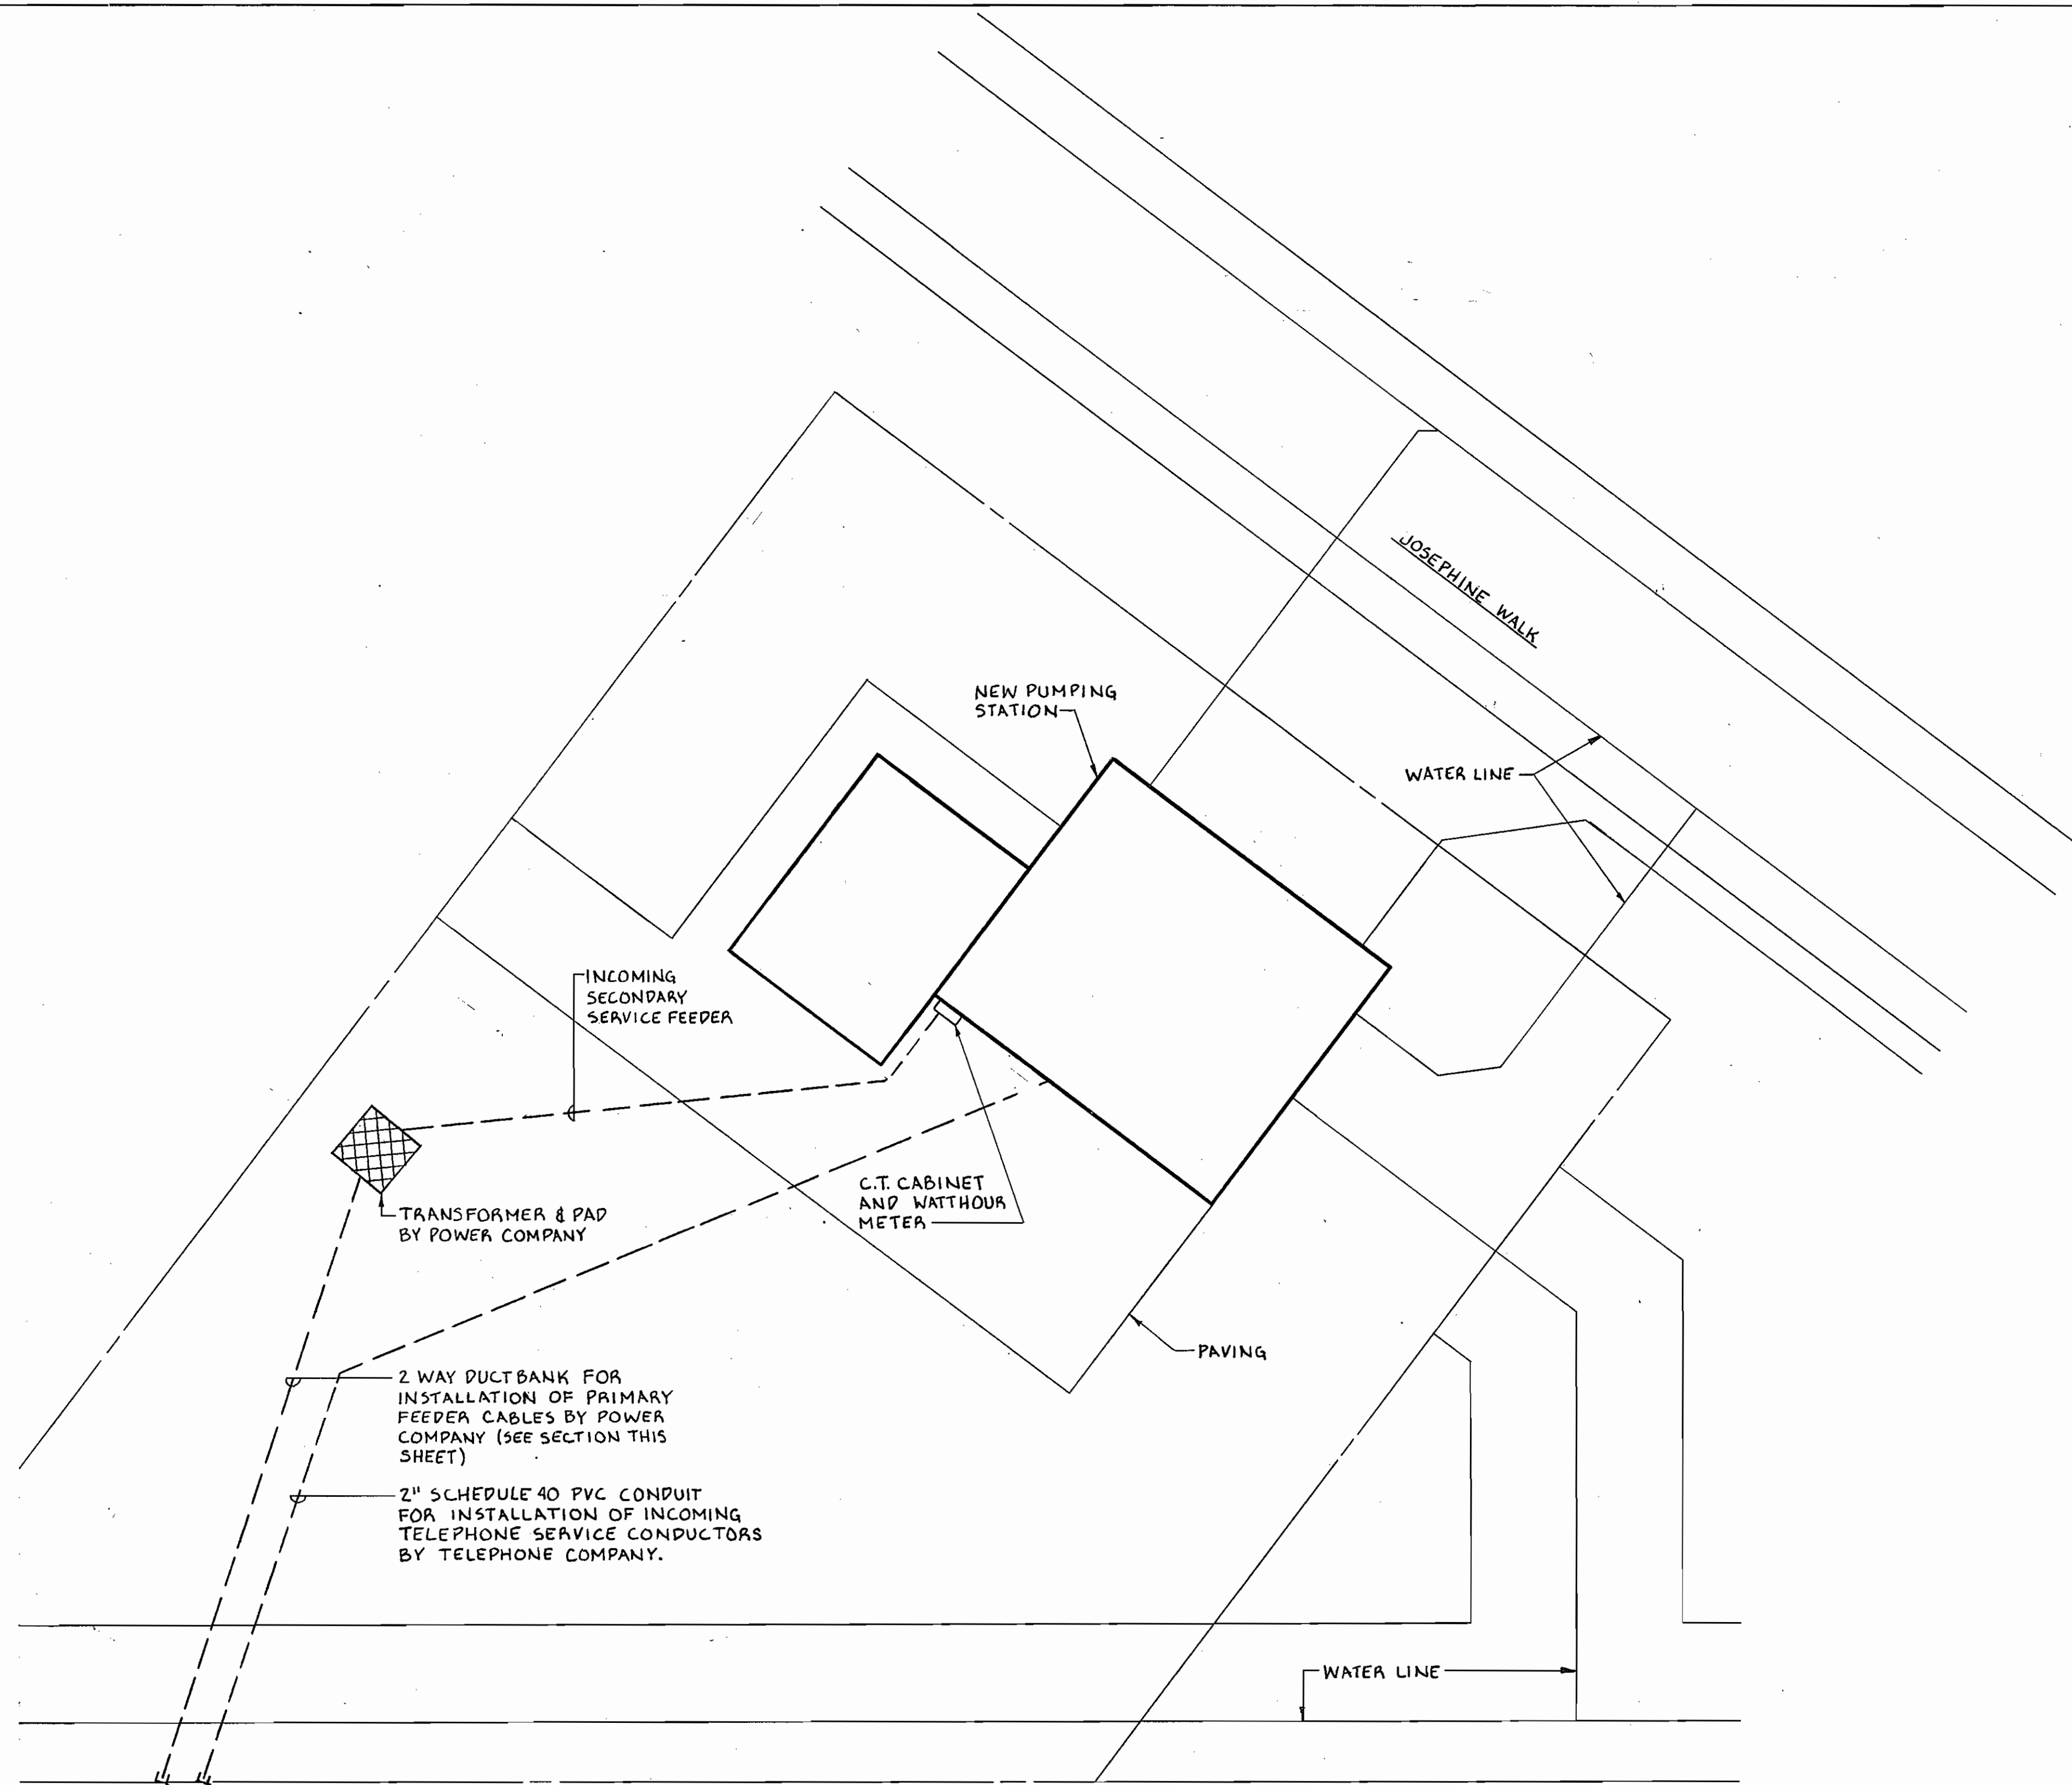 JOSEPHINE WALK
NEW PUMPING
STATION
WATER LINE
INCOMING
SECONDARY
SERVICE FEEDER
C.T. CABINET
AND WATTHOUR
METER
TRANSFORMER & PAD
BY POWER COMPANY
PAVING
2 WAY DUCTBANK FOR
INSTALLATION OF PRIMARY
FEEDER CABLES BY POWER
COMPANY (SEE SECTION THIS
SHEET)
2" SCHEDULE 40 PVC CONDUIT
FOR INSTALLATION OF INCOMING
TELEPHONE SERVICE CONDUCTORS
BY TELEPHONE COMPANY.
WATER LINE